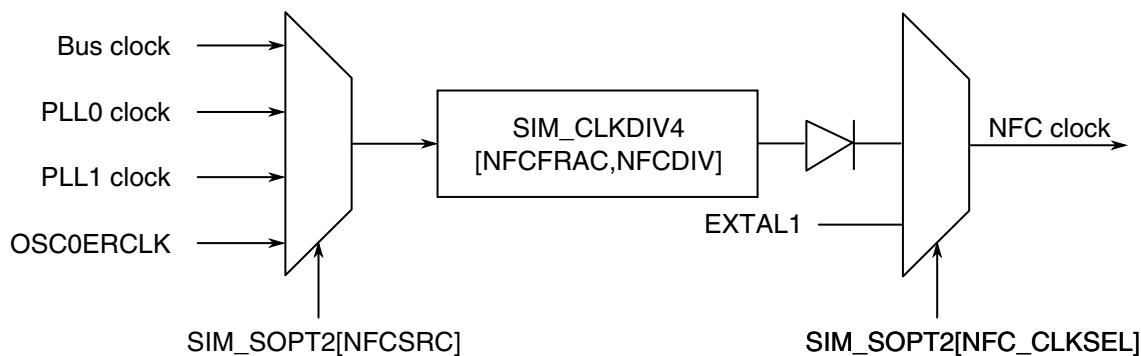 Bus clock
PLL0 clock
PLL1 clock
OSC0ERCLK
SIM_SOPT2[NFCSRC]
SIM_CLKDIV4
[NFCFRAC,NFCDIV]
EXTAL1
NFC clock
SIM_SOPT2[NFC_CLKSEL]